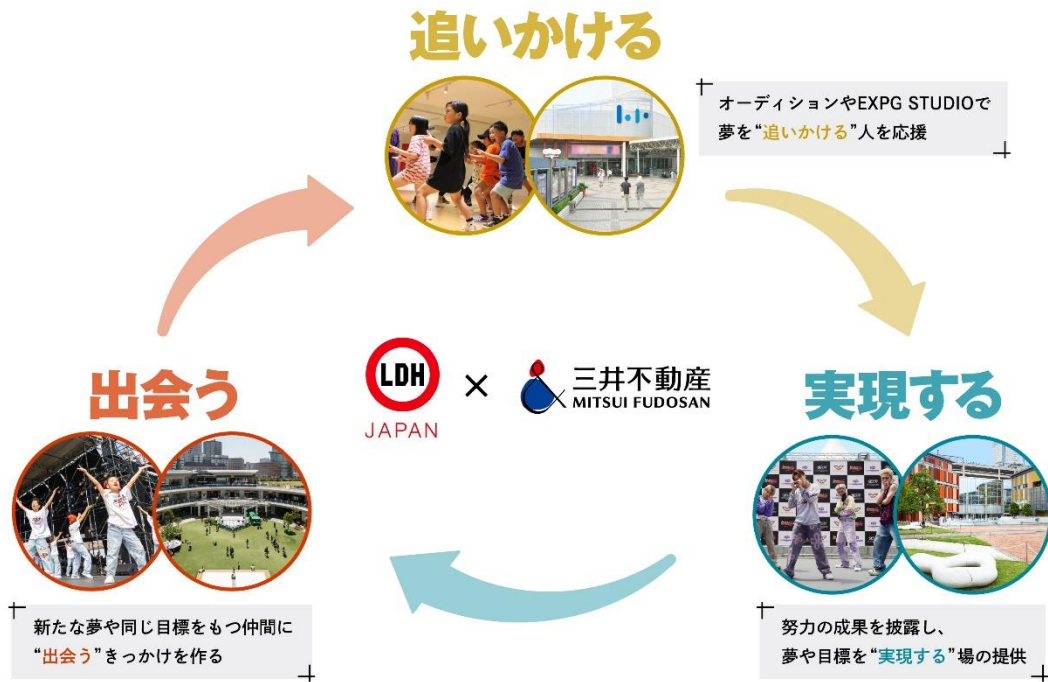 追いかける
オーディションやEXPG STUDIOで
夢を“追いかける”人を応援
出会う
LDH
JAPAN
×
三井不動産
MITSUI FUDOSAN
実現する
新たな夢や同じ目標をもつ仲間に
“出会う”きっかけを作る
努力の成果を披露し、
夢や目標を“実現する”場の提供